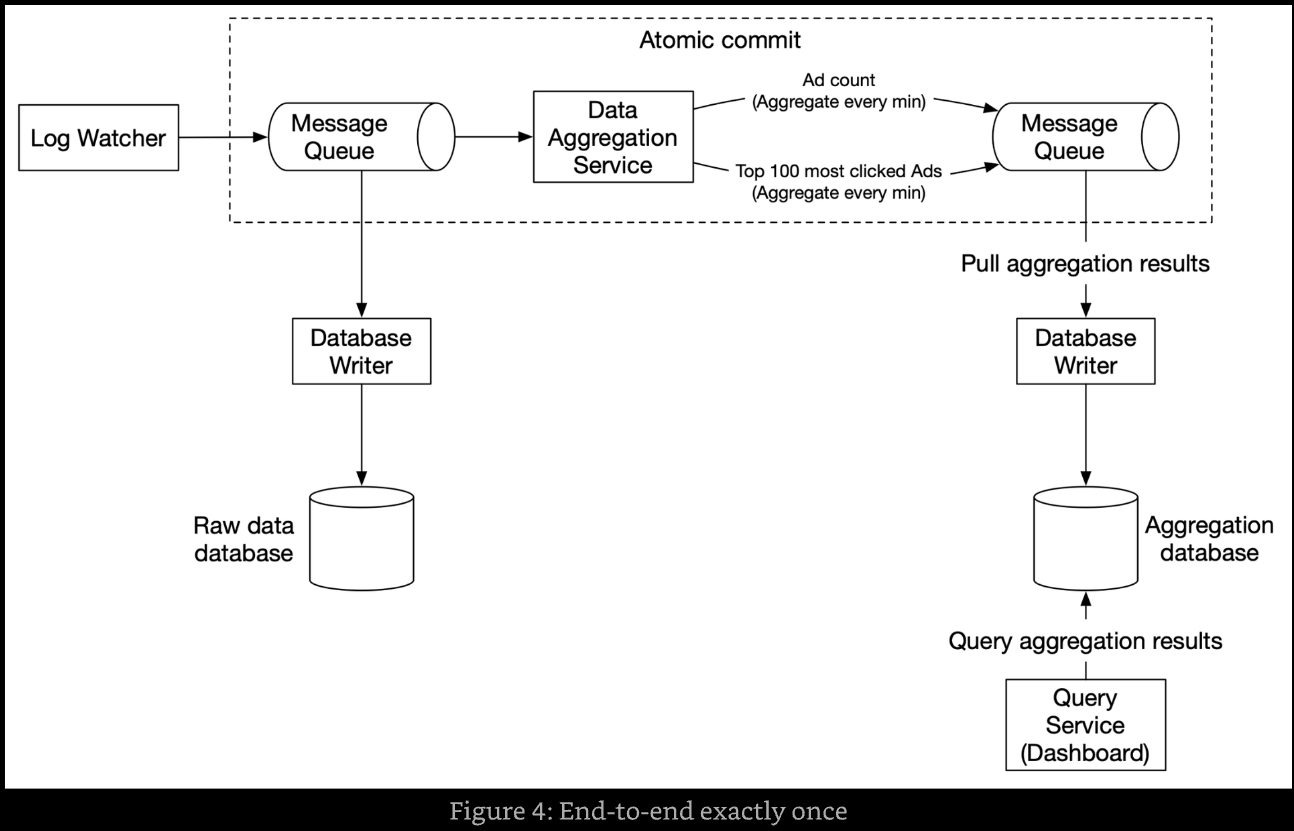 Atomic commit
Log Watcher
Message
Queue
Data
Aggregation
Service
Ad count
(Aggregate every min)
Top 100 most clicked Ads
(Aggregate every min)
Message
Queue
Pull aggregation results
Database
Writer
Database
Writer
Raw data
database
Aggregation
database
Query aggregation results
Query
Service
(Dashboard)
Figure 4: End-to-end exactly once